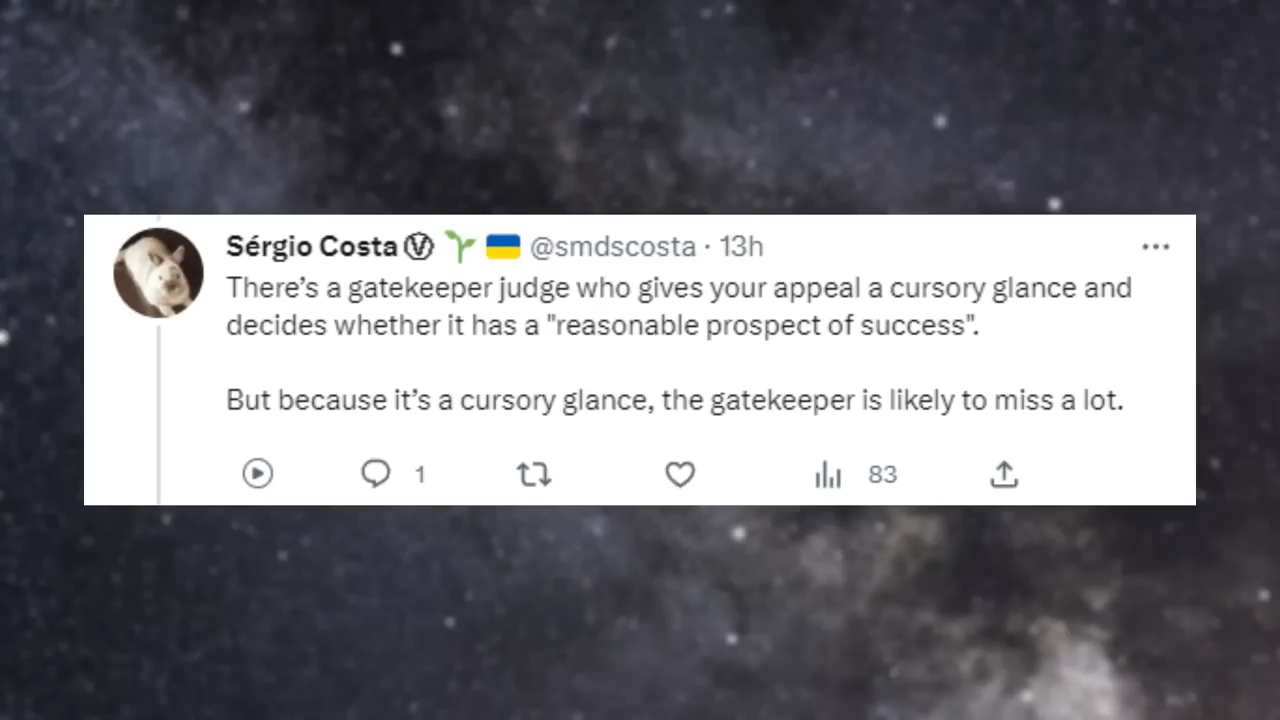 Sérgio Costa Ⓥ 🌱 🇺🇦 @smdscosta · 13h
There’s a gatekeeper judge who gives your appeal a cursory glance and
decides whether it has a "reasonable prospect of success".
But because it’s a cursory glance, the gatekeeper is likely to miss a lot.
1 83